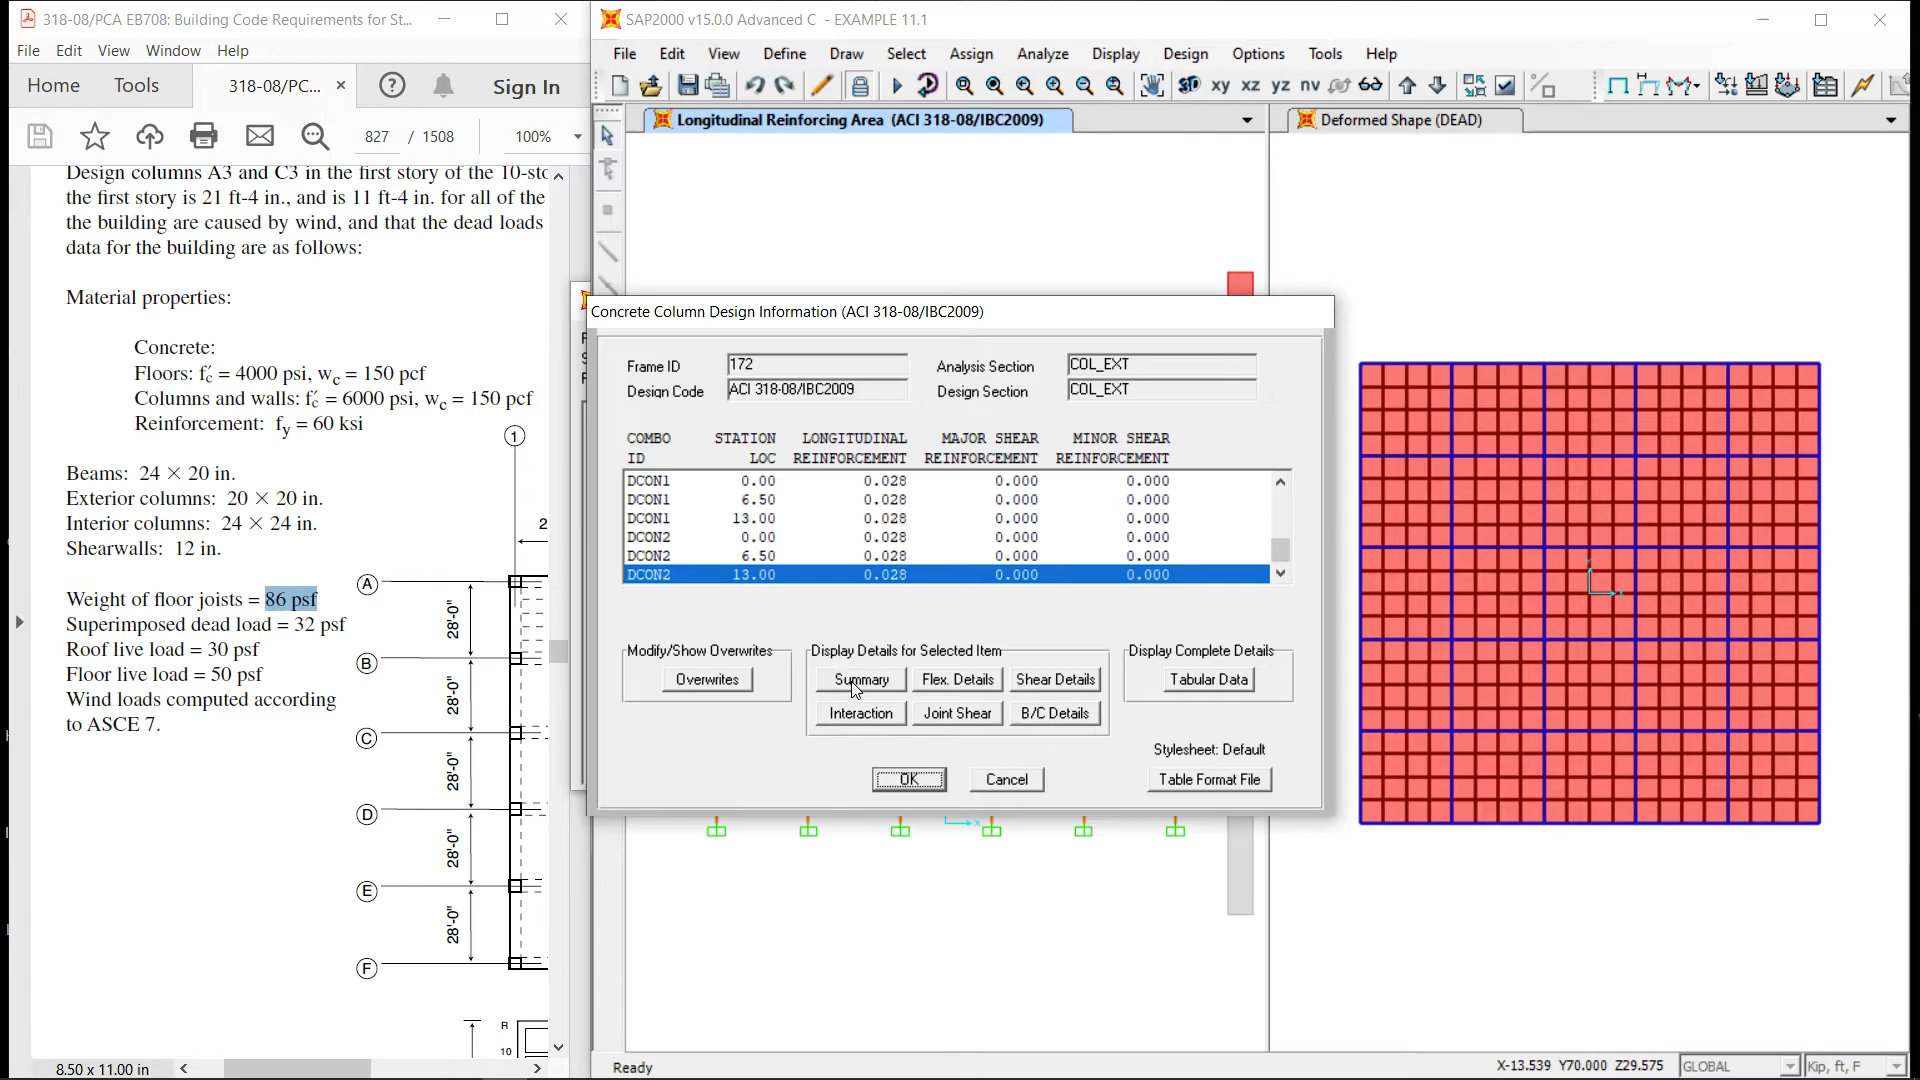 318-08/PCA EB708: Building Code Requirements for St...
File Edit View Window Help
Home Tools 318-08/PC... Sign In
827 / 1508 100%
Design columns A3 and C3 in the first story of the 10-sto
the first story is 21 ft-4 in., and is 11 ft-4 in. for all of the
the building are caused by wind, and that the dead loads
data for the building are as follows:
Material properties:
Concrete:
Floors: f′c = 4000 psi, wc = 150 pcf
Columns and walls: f′c = 6000 psi, wc = 150 pcf
Reinforcement: fy = 60 ksi
1
Beams: 24 × 20 in.
Exterior columns: 20 × 20 in.
Interior columns: 24 × 24 in.
Shearwalls: 12 in.
2
Weight of floor joists = 86 psf
Superimposed dead load = 32 psf
Roof live load = 30 psf
Floor live load = 50 psf
Wind loads computed according
to ASCE 7.
A
28'-0"
B
28'-0"
C
28'-0"
D
28'-0"
E
28'-0"
F
R
10
8.50 x 11.00 in
SAP2000 v15.0.0 Advanced C - EXAMPLE 11.1
File Edit View Define Draw Select Assign Analyze Display Design Options Tools Help
3D xy xz yz nv
Longitudinal Reinforcing Area (ACI 318-08/IBC2009)
Deformed Shape (DEAD)
Concrete Column Design Information (ACI 318-08/IBC2009)
Frame ID 172 Analysis Section COL_EXT
Design Code ACI 318-08/IBC2009 Design Section COL_EXT
COMBO STATION LONGITUDINAL MAJOR SHEAR MINOR SHEAR
ID LOC REINFORCEMENT REINFORCEMENT REINFORCEMENT
DCON1 0.00 0.028 0.000 0.000
DCON1 6.50 0.028 0.000 0.000
DCON1 13.00 0.028 0.000 0.000
DCON2 0.00 0.028 0.000 0.000
DCON2 6.50 0.028 0.000 0.000
DCON2 13.00 0.028 0.000 0.000
Modify/Show Overwrites Display Details for Selected Item Display Complete Details
Overwrites Summary Flex. Details Shear Details Tabular Data
Interaction Joint Shear B/C Details
Stylesheet: Default
OK Cancel Table Format File
Ready X-13.539 Y70.000 Z29.575 GLOBAL Kip, ft, F